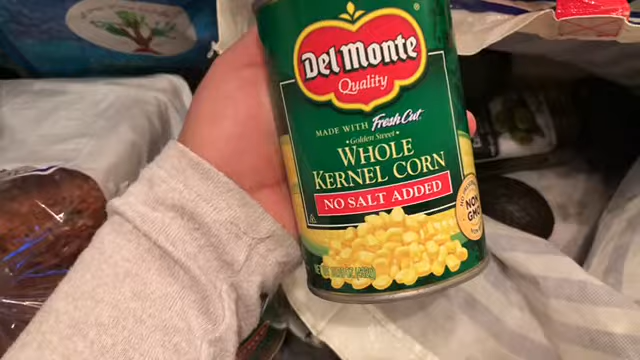 Del Monte
Quality
MADE WITH Fresh Cut
Golden Sweet
WHOLE
KERNEL CORN
NO SALT ADDED
NON
GMO